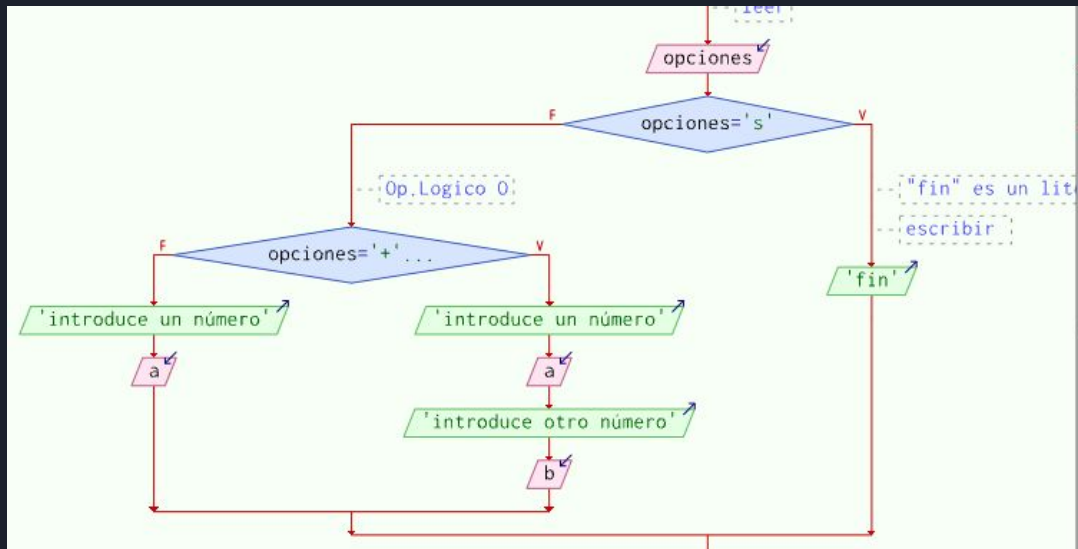 leer
opciones
F
opciones='s'
V
Op.Logico O
"fin" es un
escribir
F
opciones='+'...
V
'fin'
'introduce un número'
'introduce un número'
a
a
'introduce otro número'
b